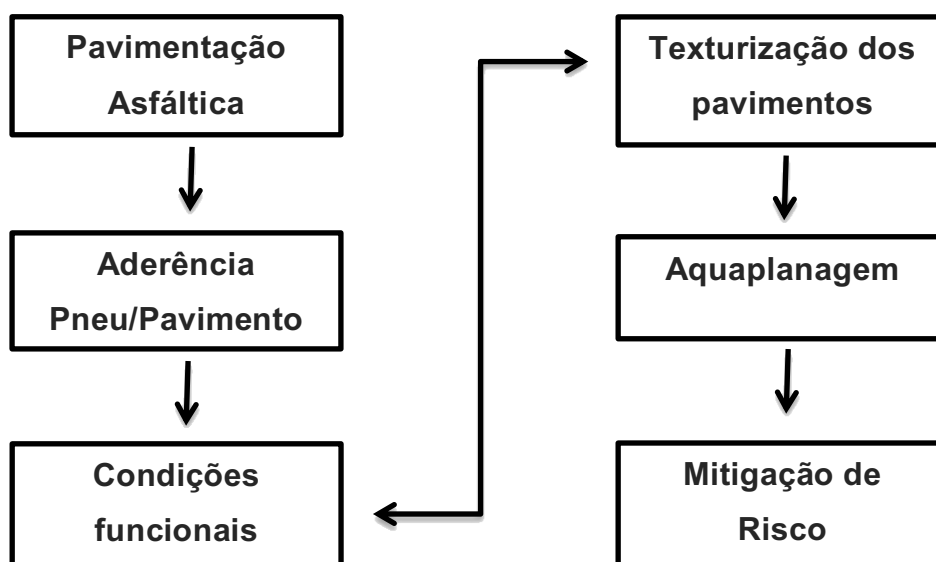 Pavimentação
Asfáltica
Aderência
Pneu/Pavimento
Condições
funcionais
Texturização dos
pavimentos
Aquaplanagem
Mitigação de
Risco